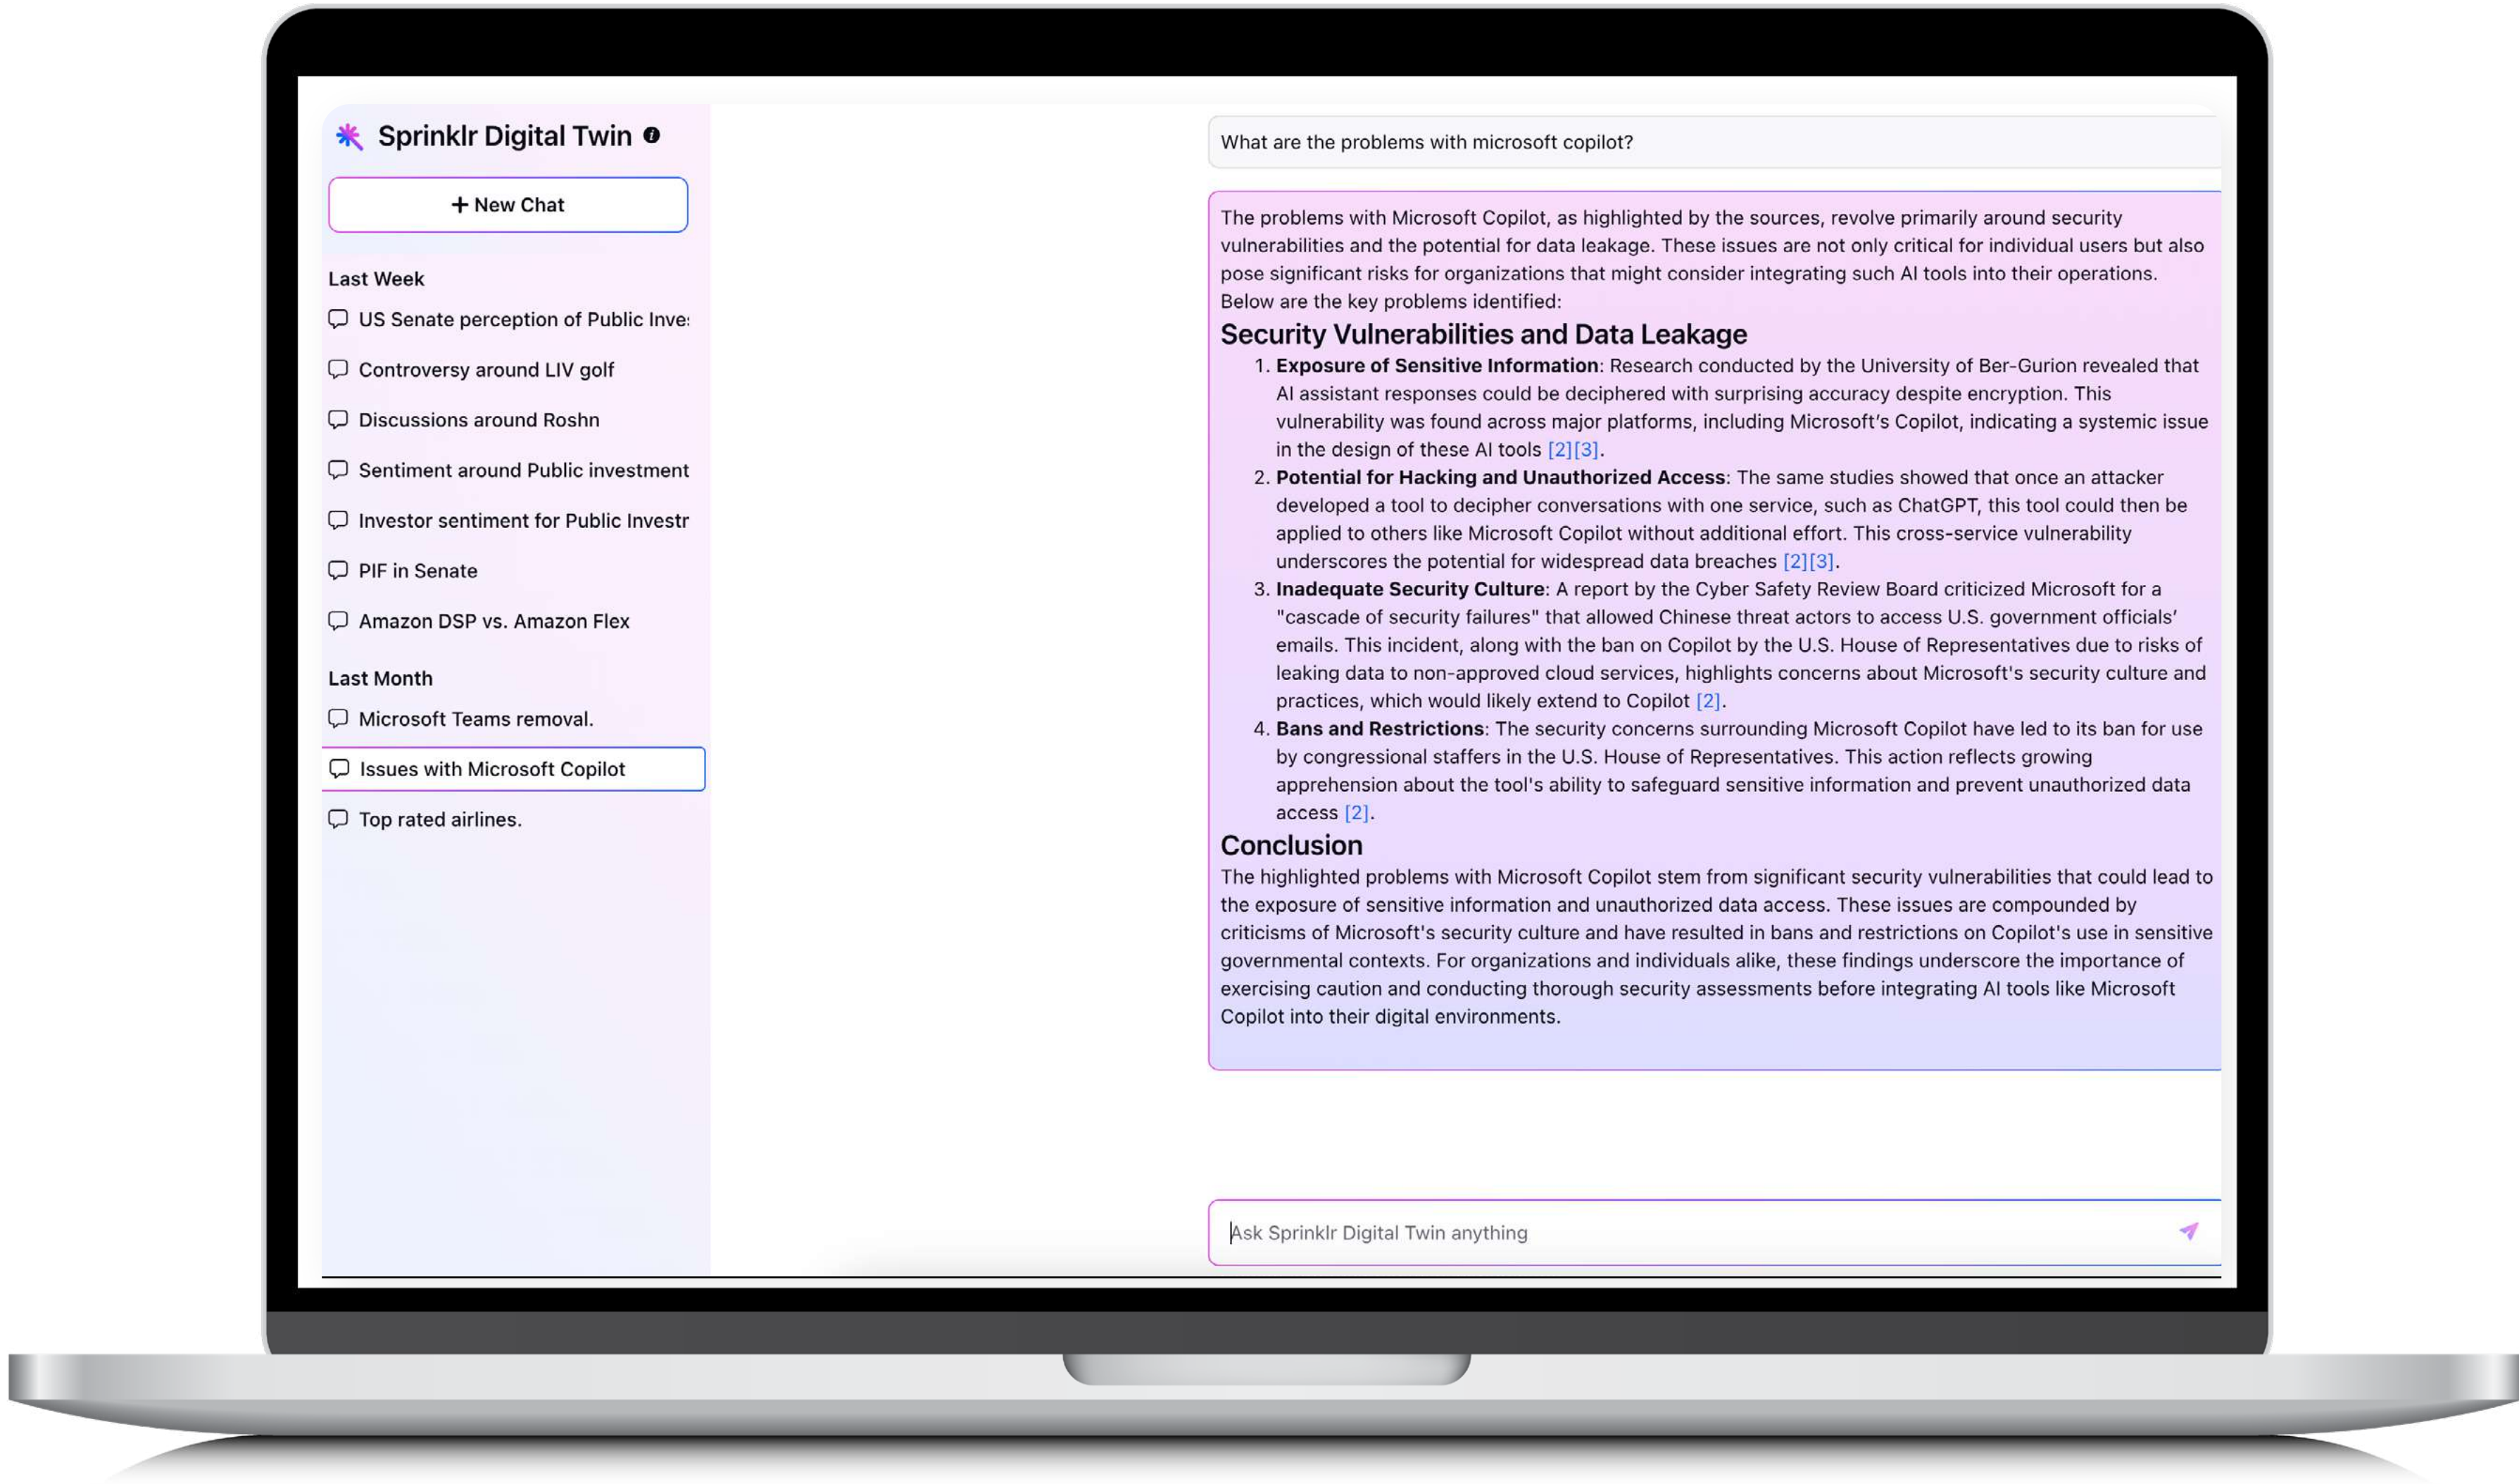 Sprinklr Digital Twin
+ New Chat
Last Week
US Senate perception of Public Inve
Controversy around LIV golf
Discussions around Roshn
Sentiment around Public investment
Investor sentiment for Public Invest
PIF in Senate
Amazon DSP vs. Amazon Flex
Last Month
Microsoft Teams removal.
Issues with Microsoft Copilot
Top rated airlines.
What are the problems with microsoft copilot?
The problems with Microsoft Copilot, as highlighted by the sources, revolve primarily around security
vulnerabilities and the potential for data leakage. These issues are not only critical for individual users but also
pose significant risks for organizations that might consider integrating such AI tools into their operations.
Below are the key problems identified:
Security Vulnerabilities and Data Leakage
1. Exposure of Sensitive Information: Research conducted by the University of Ber-Gurion revealed that
AI assistant responses could be deciphered with surprising accuracy despite encryption. This
vulnerability was found across major platforms, including Microsoft’s Copilot, indicating a systemic issue
in the design of these AI tools [2][3].
2. Potential for Hacking and Unauthorized Access: The same studies showed that once an attacker
developed a tool to decipher conversations with one service, such as ChatGPT, this tool could then be
applied to others like Microsoft Copilot without additional effort. This cross-service vulnerability
underscores the potential for widespread data breaches [2][3].
3. Inadequate Security Culture: A report by the Cyber Safety Review Board criticized Microsoft for a
"cascade of security failures" that allowed Chinese threat actors to access U.S. government officials’
emails. This incident, along with the ban on Copilot by the U.S. House of Representatives due to risks of
leaking data to non-approved cloud services, highlights concerns about Microsoft's security culture and
practices, which would likely extend to Copilot [2].
4. Bans and Restrictions: The security concerns surrounding Microsoft Copilot have led to its ban for use
by congressional staffers in the U.S. House of Representatives. This action reflects growing
apprehension about the tool's ability to safeguard sensitive information and prevent unauthorized data
access [2].
Conclusion
The highlighted problems with Microsoft Copilot stem from significant security vulnerabilities that could lead to
the exposure of sensitive information and unauthorized data access. These issues are compounded by
criticisms of Microsoft's security culture and have resulted in bans and restrictions on Copilot's use in sensitive
governmental contexts. For organizations and individuals alike, these findings underscore the importance of
exercising caution and conducting thorough security assessments before integrating AI tools like Microsoft
Copilot into their digital environments.
Ask Sprinklr Digital Twin anything